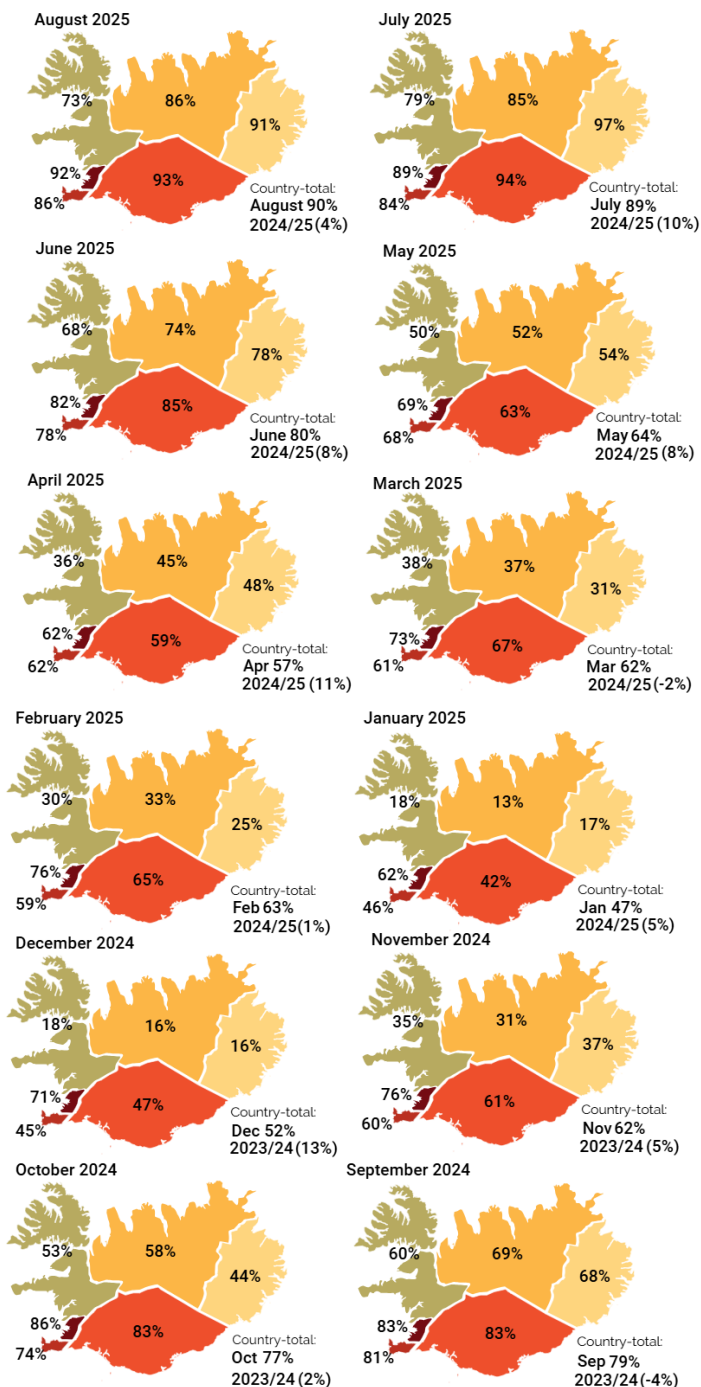 August 2025
73%
86%
91%
92%
93%
86%
Country-total:
August 90%
2024/25 (4%)
July 2025
79%
85%
97%
89%
94%
84%
Country-total:
July 89%
2024/25 (10%)
June 2025
68%
74%
78%
82%
85%
78%
Country-total:
June 80%
2024/25 (8%)
May 2025
50%
52%
54%
69%
63%
68%
Country-total:
May 64%
2024/25 (8%)
April 2025
36%
45%
48%
62%
59%
62%
Country-total:
Apr 57%
2024/25 (11%)
March 2025
38%
37%
31%
73%
67%
61%
Country-total:
Mar 62%
2024/25 (-2%)
February 2025
30%
33%
25%
76%
65%
59%
Country-total:
Feb 63%
2024/25 (1%)
January 2025
18%
13%
17%
62%
42%
46%
Country-total:
Jan 47%
2024/25 (5%)
December 2024
18%
16%
16%
71%
47%
45%
Country-total:
Dec 52%
2023/24 (13%)
November 2024
35%
31%
37%
76%
61%
60%
Country-total:
Nov 62%
2023/24 (5%)
October 2024
53%
58%
44%
86%
83%
74%
Country-total:
Oct 77%
2023/24 (2%)
September 2024
60%
69%
68%
83%
83%
81%
Country-total:
Sep 79%
2023/24 (-4%)